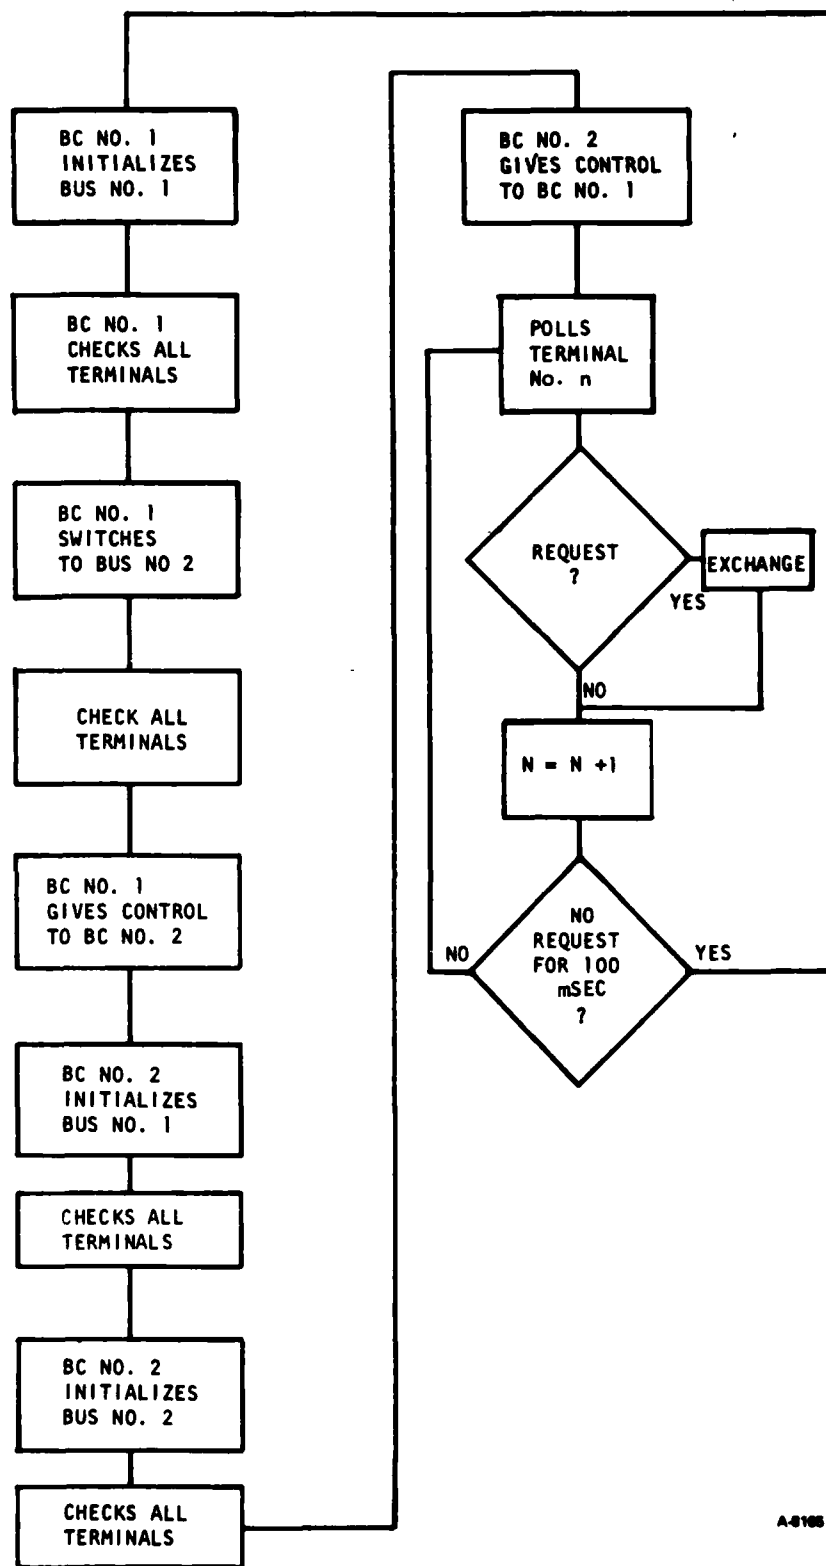 BC NO. 1
INITIALIZES
BUS NO. 1
BC NO. 1
CHECKS ALL
TERMINALS
BC NO. 1
SWITCHES
TO BUS NO 2
CHECK ALL
TERMINALS
BC NO. 1
GIVES CONTROL
TO BC NO. 2
BC NO. 2
INITIALIZES
BUS NO. 1
CHECKS ALL
TERMINALS
BC NO. 2
INITIALIZES
BUS NO. 2
CHECKS ALL
TERMINALS
BC NO. 2
GIVES CONTROL
TO BC NO. 1
POLLS
TERMINAL
No. n
REQUEST
?
YES
EXCHANGE
NO
N = N +1
NO
REQUEST
FOR 100
mSEC
?
NO
YES
A-8165